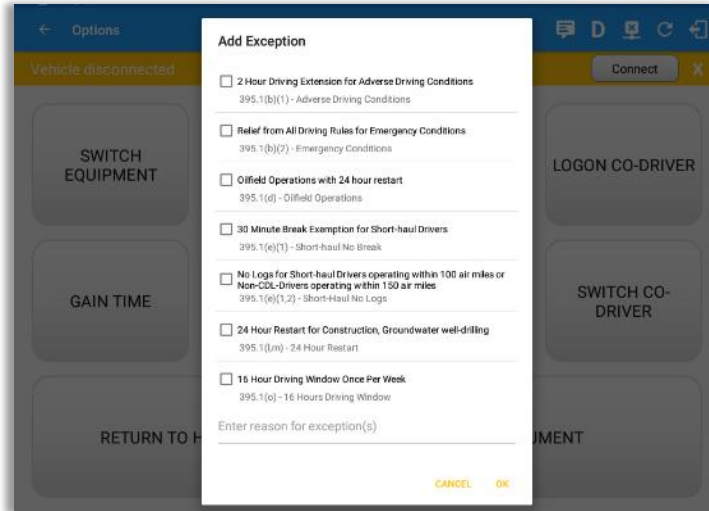 Options
D
Vehicle disconnected
Connect
X
SWITCH
EQUIPMENT
LOGON CO-DRIVER
GAIN TIME
SWITCH CO-
DRIVER
RETURN TO H
UMENT
Add Exception
2 Hour Driving Extension for Adverse Driving Conditions
395.1(b)(1) - Adverse Driving Conditions
Relief from All Driving Rules for Emergency Conditions
395.1(b)(2) - Emergency Conditions
Oilfield Operations with 24 hour restart
395.1(d) - Oilfield Operations
30 Minute Break Exemption for Short-haul Drivers
395.1(e)(1) - Short-haul No Break
No Logs for Short-haul Drivers operating within 100 air miles or
Non-CDL-Drivers operating within 150 air miles
395.1(e)(1,2) - Short-Haul No Logs
24 Hour Restart for Construction, Groundwater well-drilling
395.1(l,m) - 24 Hour Restart
16 Hour Driving Window Once Per Week
395.1(o) - 16 Hours Driving Window
Enter reason for exception(s)
CANCEL OK